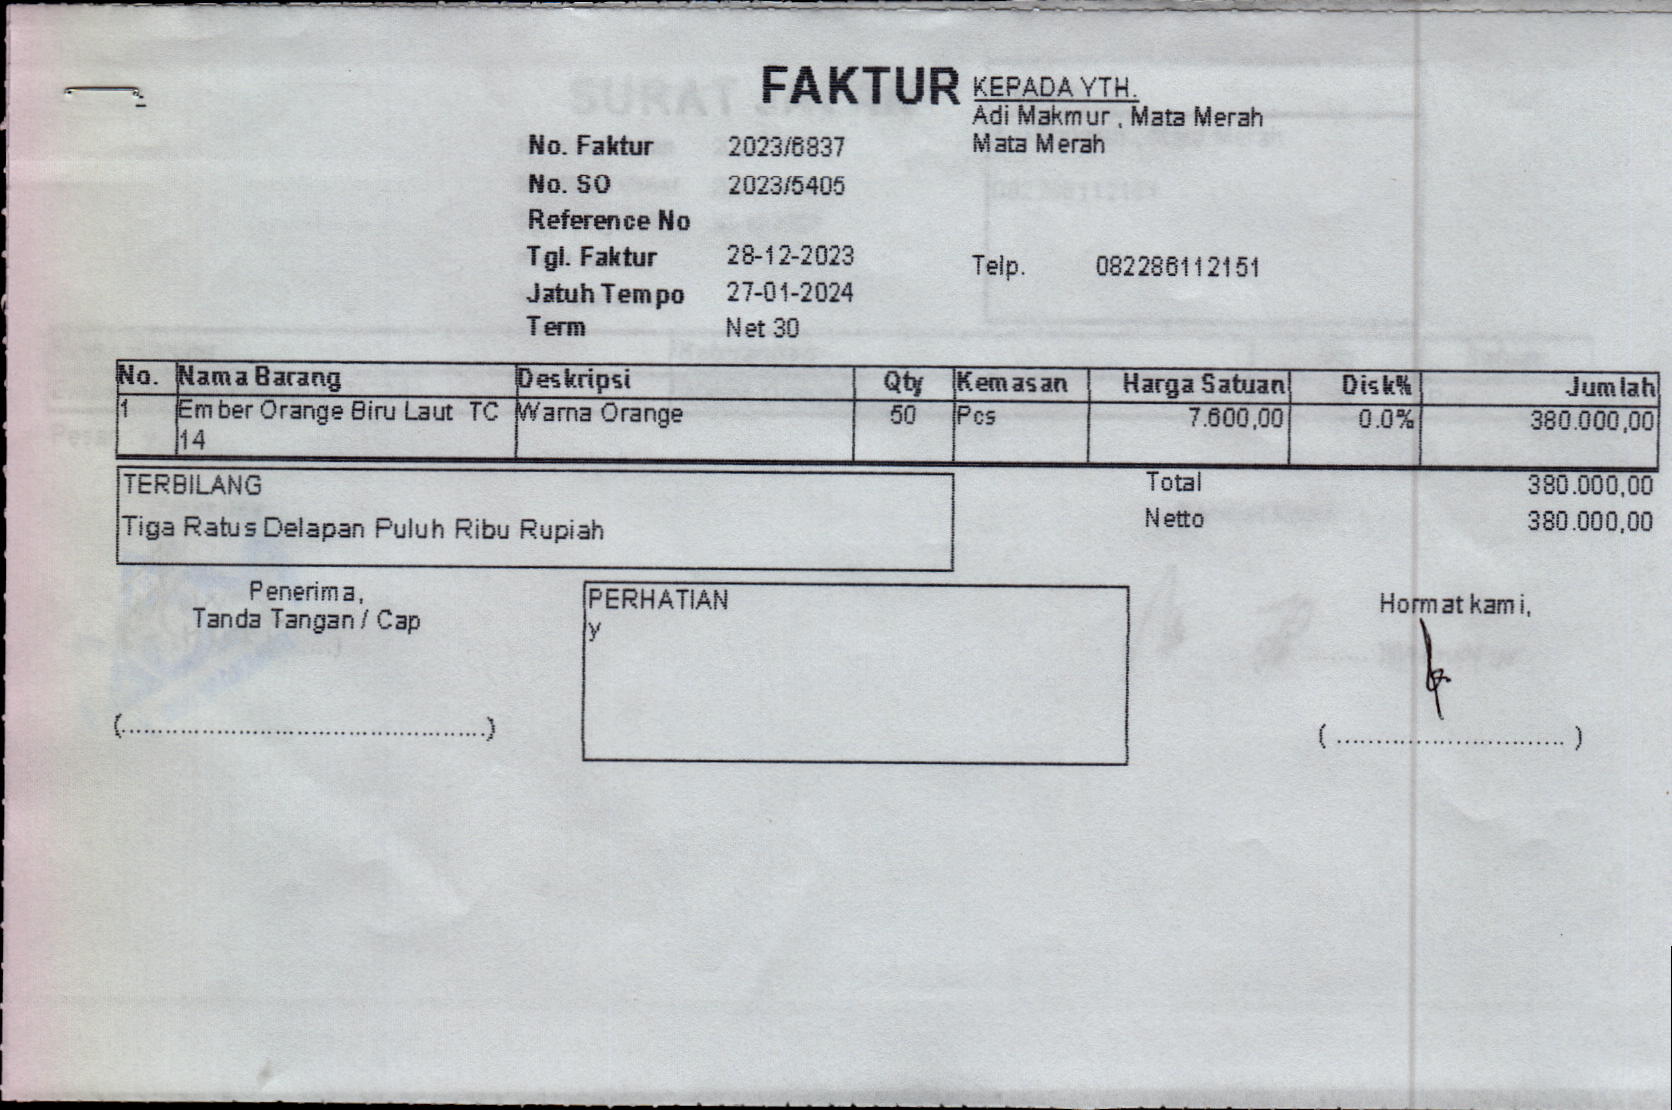 FAKTUR
KEPADA YTH.
Adi Makmur , Mata Merah
Mata Merah
No. Faktur 2023/6837
No. SO 2023/5405
Reference No
Tgl. Faktur 28-12-2023
Telp. 082286112151
Jatuh Tempo 27-01-2024
Term Net 30
No. Nama Barang Deskripsi Qty Kemasan Harga Satuan Disk% Jumlah
1 Ember Orange Biru Laut TC Warna Orange 50 Pcs 7.600,00 0.0% 380.000,00
14
TERBILANG
Tiga Ratus Delapan Puluh Ribu Rupiah
Total 380.000,00
Netto 380.000,00
Penerima,
Tanda Tangan / Cap
PERHATIAN
y
Hormat kami,
(................................................)
( ............................. )